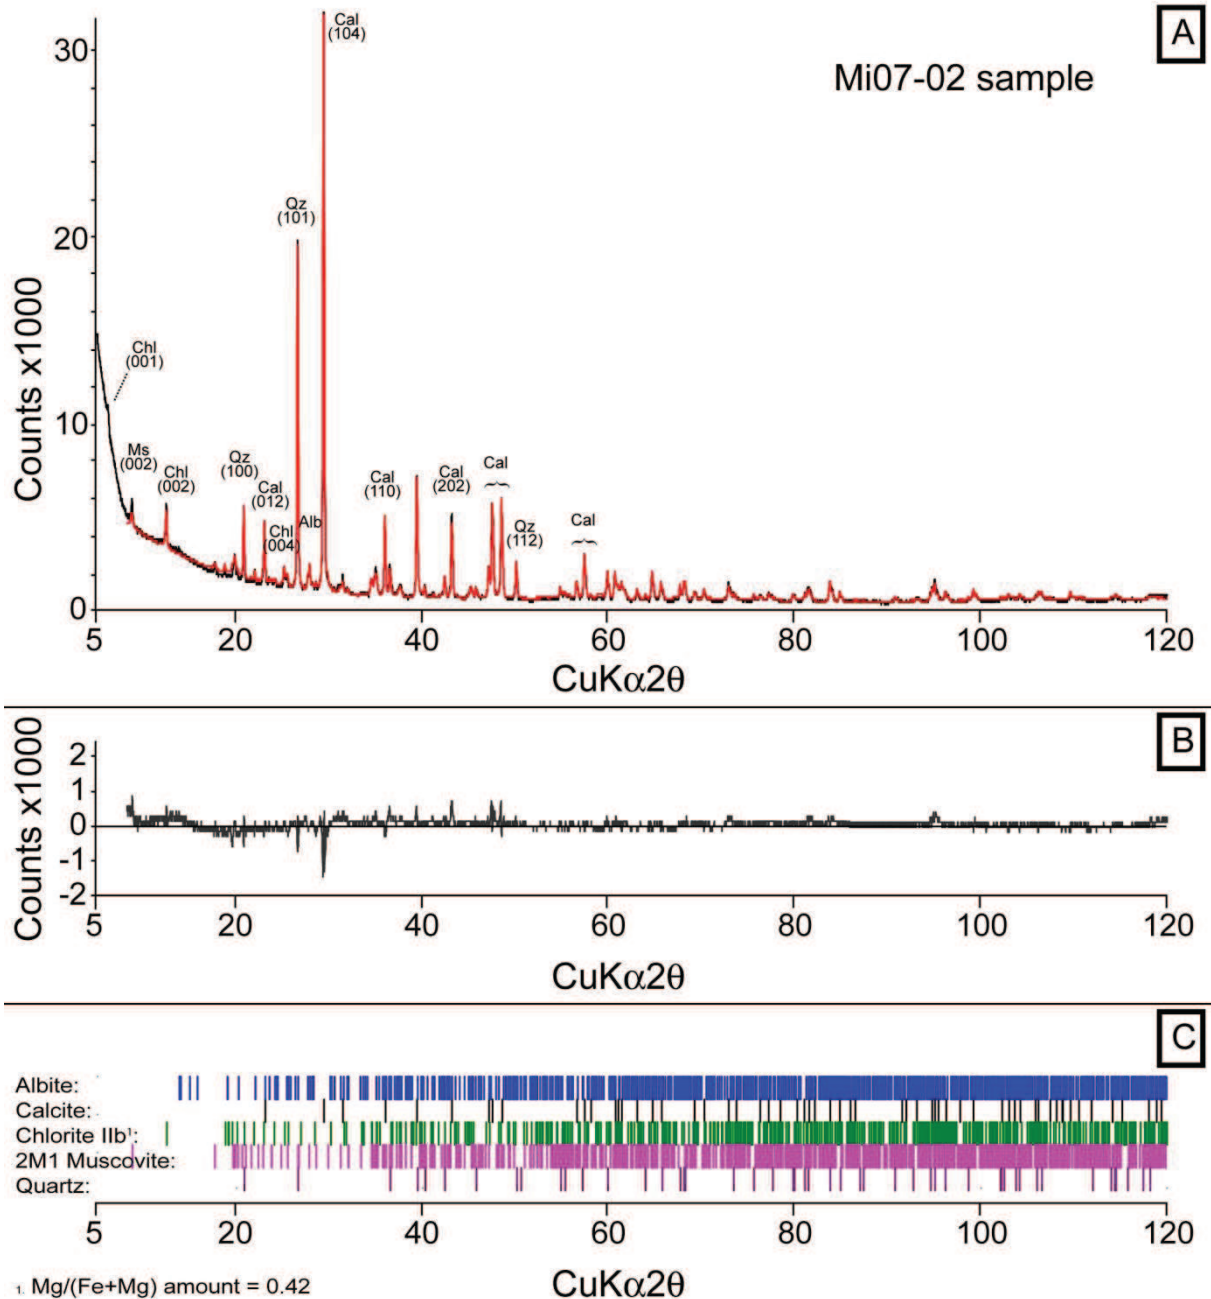 A
Mi07-02 sample
Counts x1000
30
20
10
0
Cal
(104)
Qz
(101)
Chl
(001)
Ms
(002)
Chl
(002)
Qz
(100)
Cal
(012)
Chl
(004)
Alb
Cal
(110)
Cal
(202)
Cal
Qz
(112)
Cal
5 20 40 60 80 100 120
CuKα2θ
B
Counts x1000
2
1
0
-1
-2
5 20 40 60 80 100 120
CuKα2θ
C
Albite:
Calcite:
Chlorite IIb¹:
2M1 Muscovite:
Quartz:
5 20 40 60 80 100 120
CuKα2θ
1. Mg/(Fe+Mg) amount = 0.42